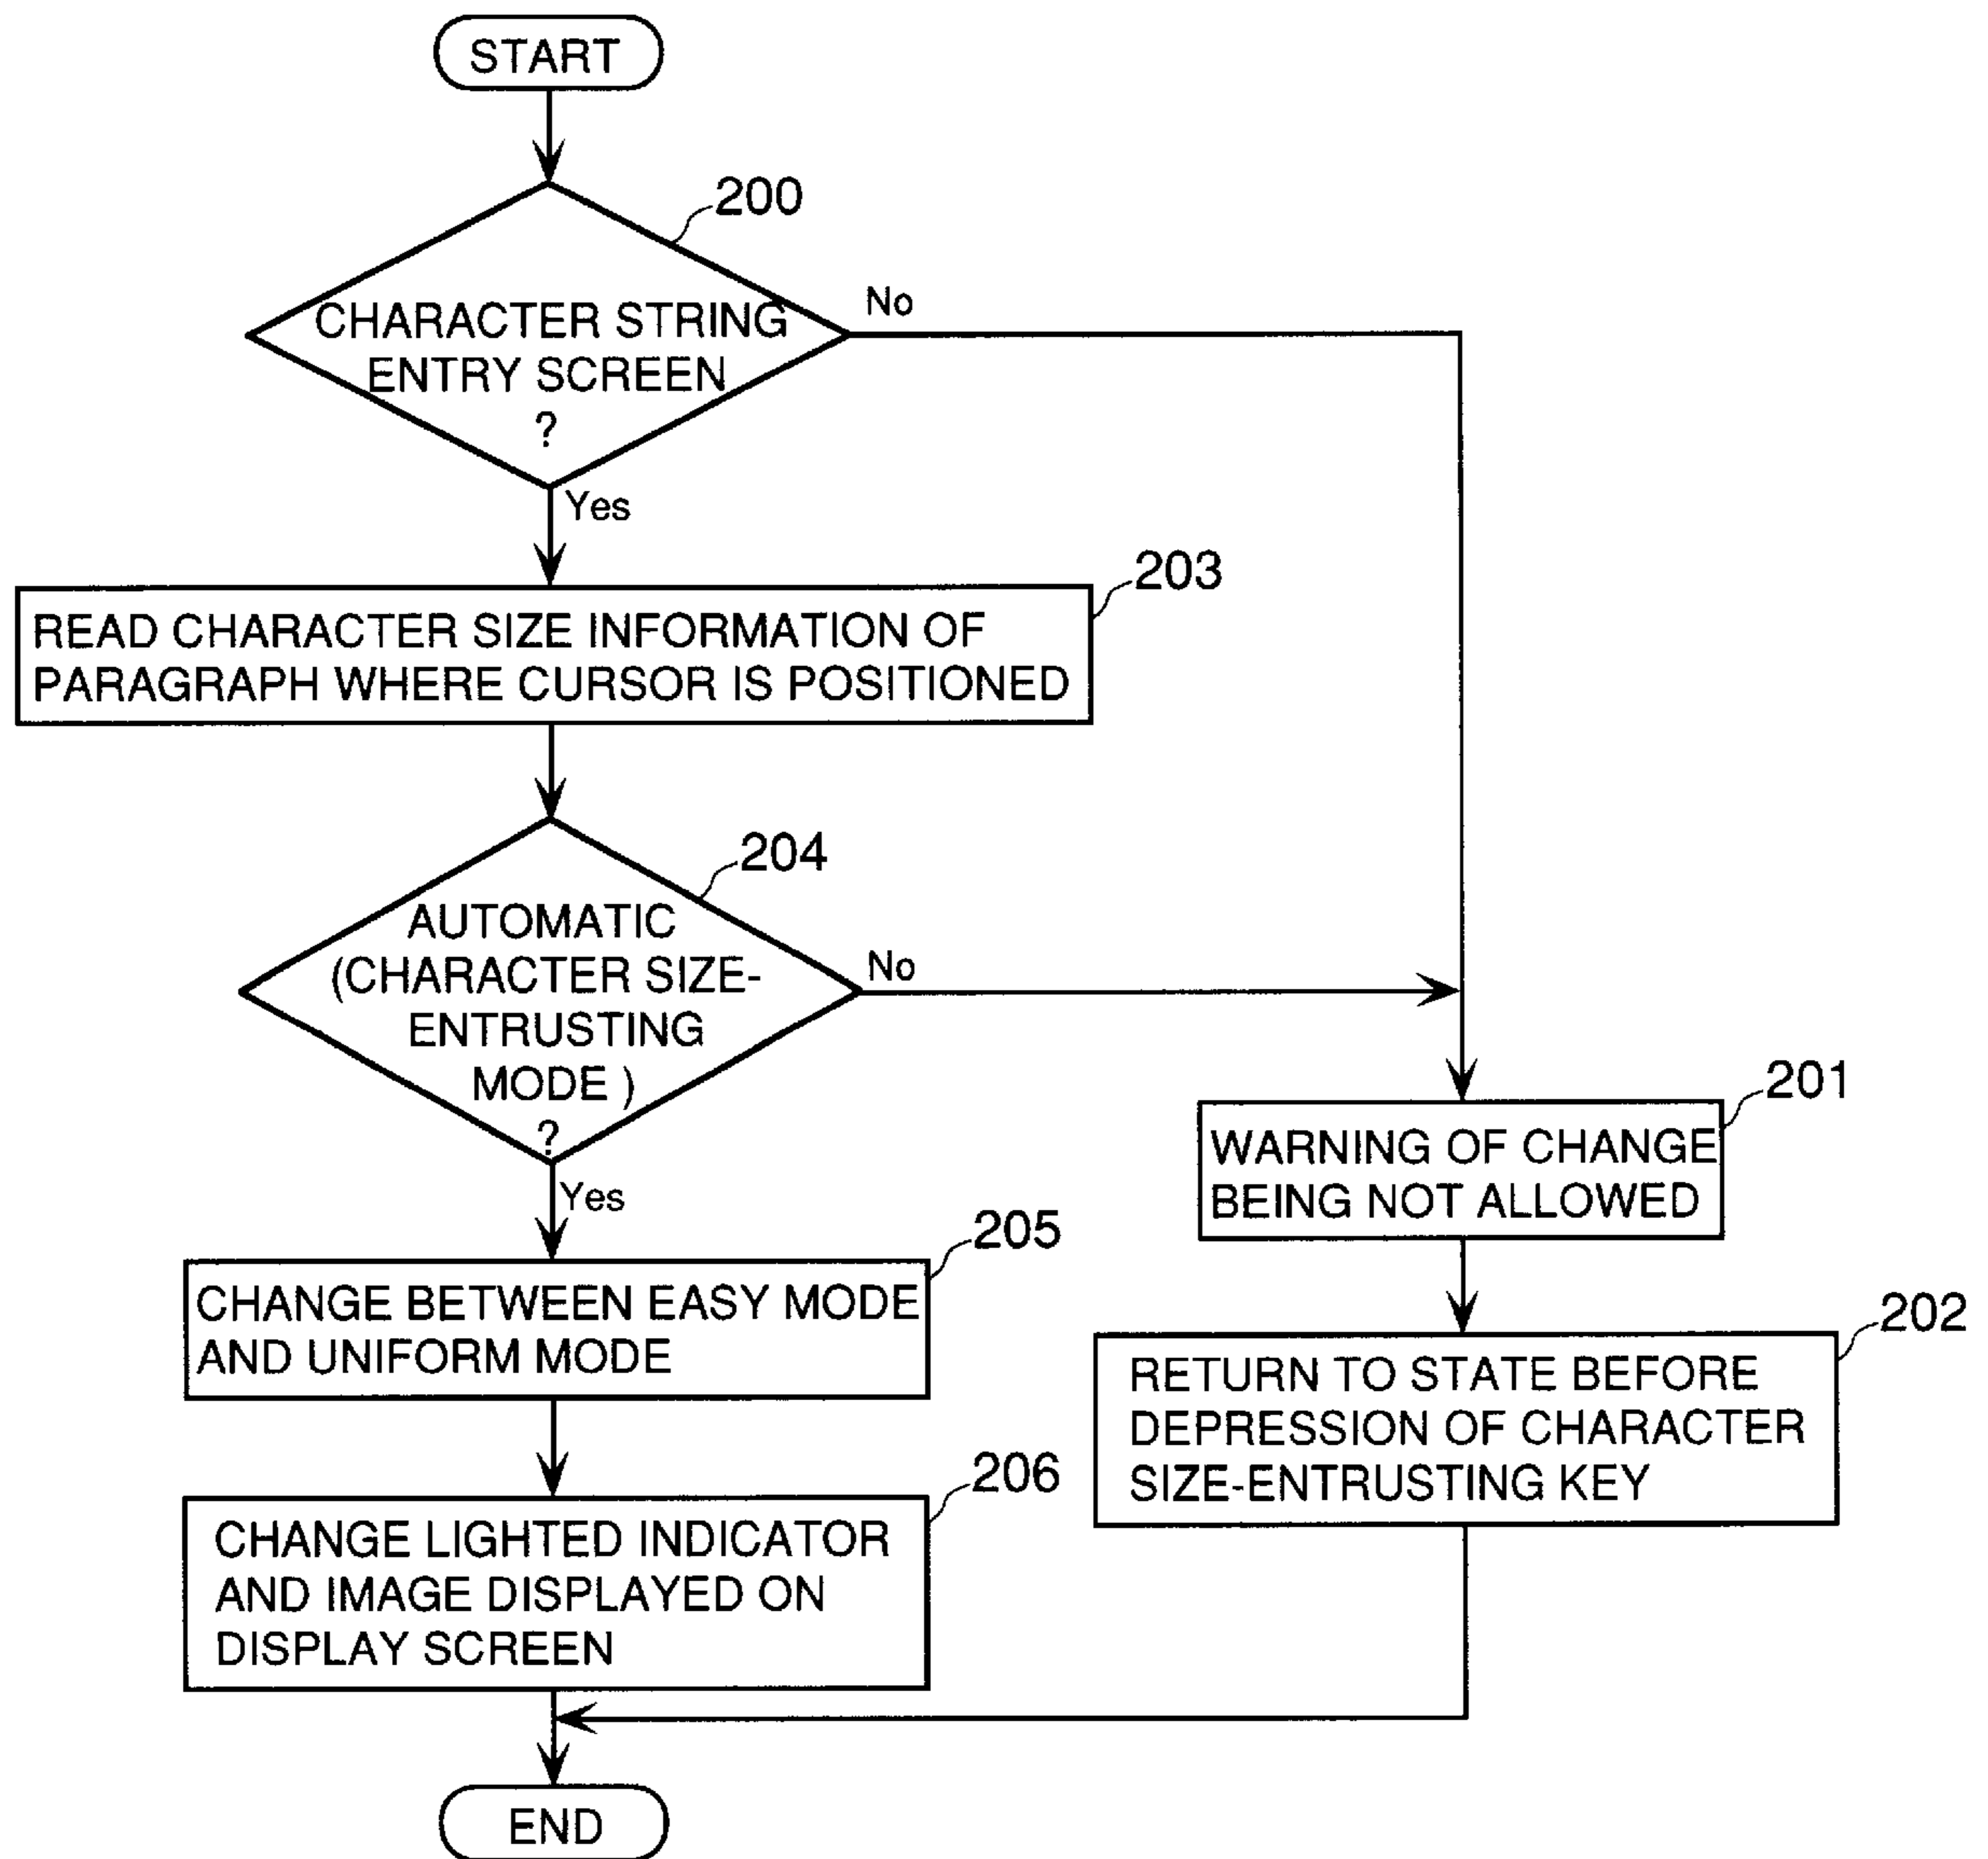 START
200
CHARACTER STRING
ENTRY SCREEN
?
No
Yes
203
READ CHARACTER SIZE INFORMATION OF
PARAGRAPH WHERE CURSOR IS POSITIONED
204
AUTOMATIC
(CHARACTER SIZE-
ENTRUSTING
MODE )
?
No
Yes
201
WARNING OF CHANGE
BEING NOT ALLOWED
205
CHANGE BETWEEN EASY MODE
AND UNIFORM MODE
202
RETURN TO STATE BEFORE
DEPRESSION OF CHARACTER
SIZE-ENTRUSTING KEY
206
CHANGE LIGHTED INDICATOR
AND IMAGE DISPLAYED ON
DISPLAY SCREEN
END